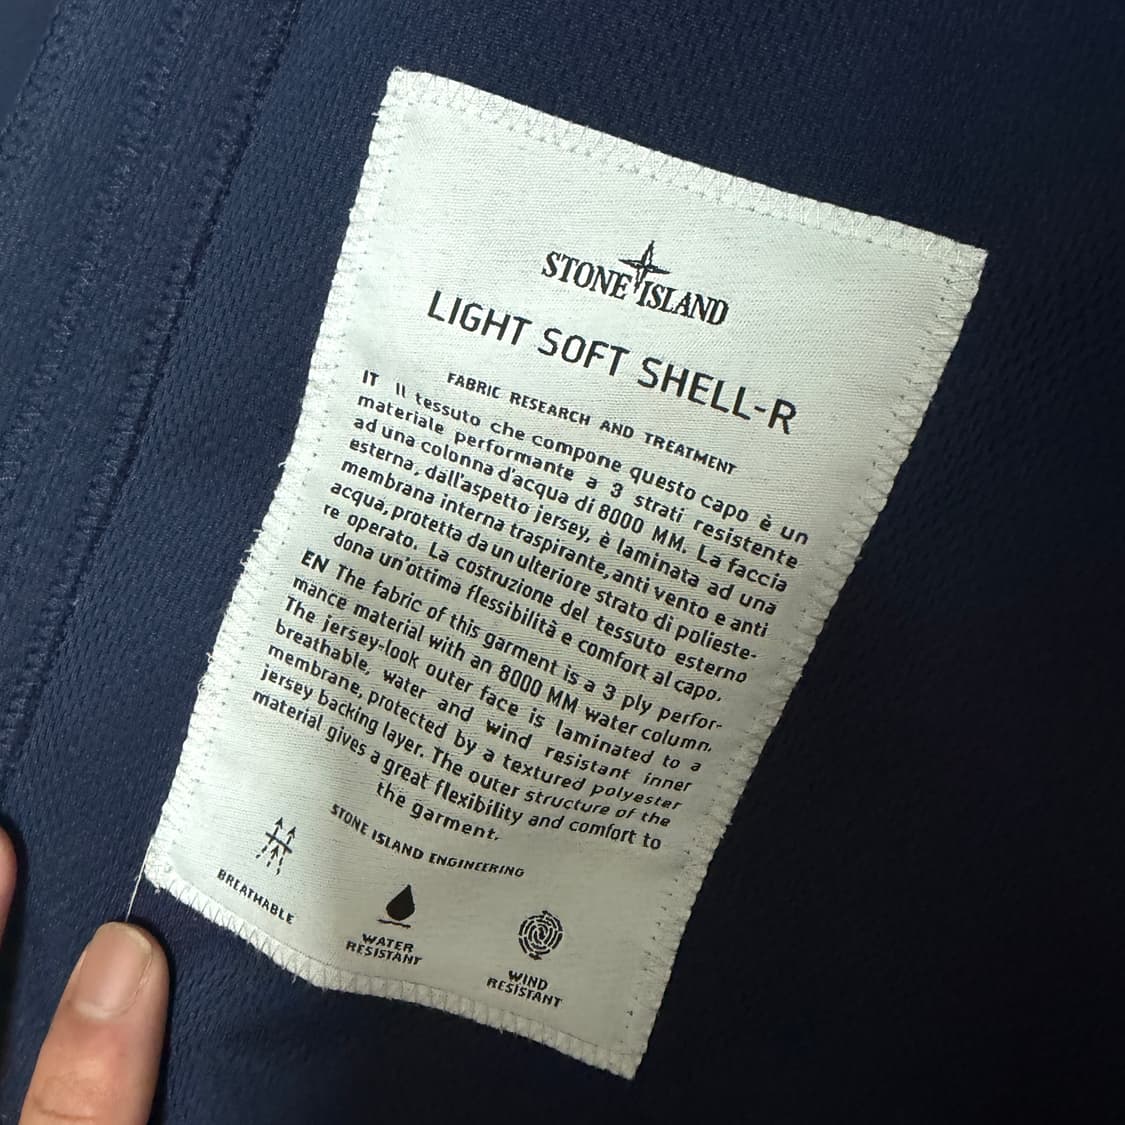 STONE ISLAND
LIGHT SOFT SHELL-R
FABRIC RESEARCH AND TREATMENT
IT Il tessuto che compone questo capo è un
materiale performante a 3 strati resistente
ad una colonna d'acqua di 8000 MM. La faccia
esterna, dall'aspetto jersey, è laminata ad una
membrana interna traspirante, anti vento e anti
acqua, protetta da un ulteriore strato di polieste-
re operato. La costruzione del tessuto esterno
dona un'ottima flessibilità e comfort al capo.
EN The fabric of this garment is a 3 ply perfor-
mance material with an 8000 MM water column.
The jersey-look outer face is laminated to a
breathable, water and wind resistant inner
membrane, protected by a textured polyester
jersey backing layer. The outer structure of the
material gives a great flexibility and comfort to
the garment.
STONE ISLAND ENGINEERING
BREATHABLE
WATER
RESISTANT
WIND
RESISTANT